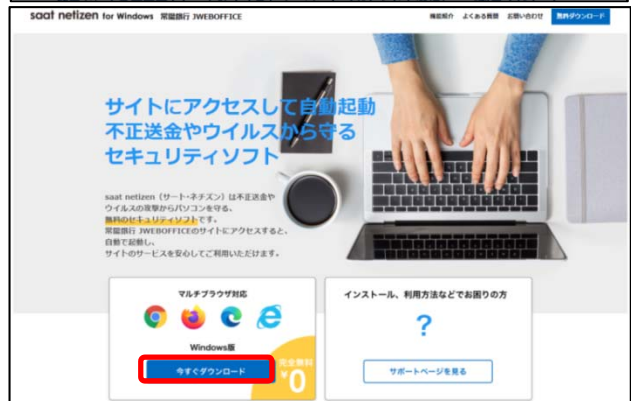 saat netizen for Windows 常陽銀行 JWEBOFFICE
機能紹介 よくある質問 お問い合わせ 無料ダウンロード
サイトにアクセスして自動起動
不正送金やウイルスから守る
セキュリティソフト
saat netizen（サート・ネチズン）は不正送金や
ウイルスの攻撃からパソコンを守る、
無料のセキュリティソフトです。
常陽銀行 JWEBOFFICEのサイトにアクセスすると、
自動で起動し、
サイトのサービスを安心してご利用いただけます。
マルチブラウザ対応
Windows版
今すぐダウンロード
完全無料
¥0
インストール、利用方法などでお困りの方
?
サポートページを見る